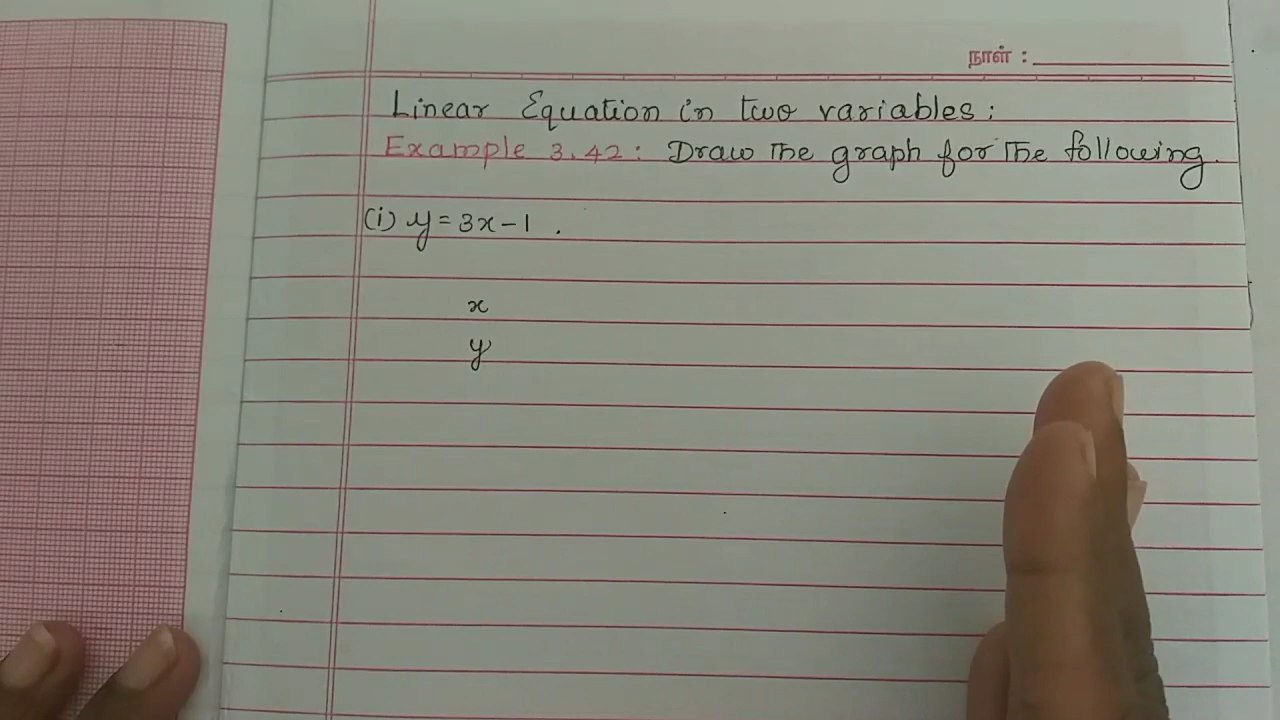 நாள் :
Linear Equation in two variables:
Example 3.42: Draw The graph for The following.
(i) y = 3x - 1 .
x
y